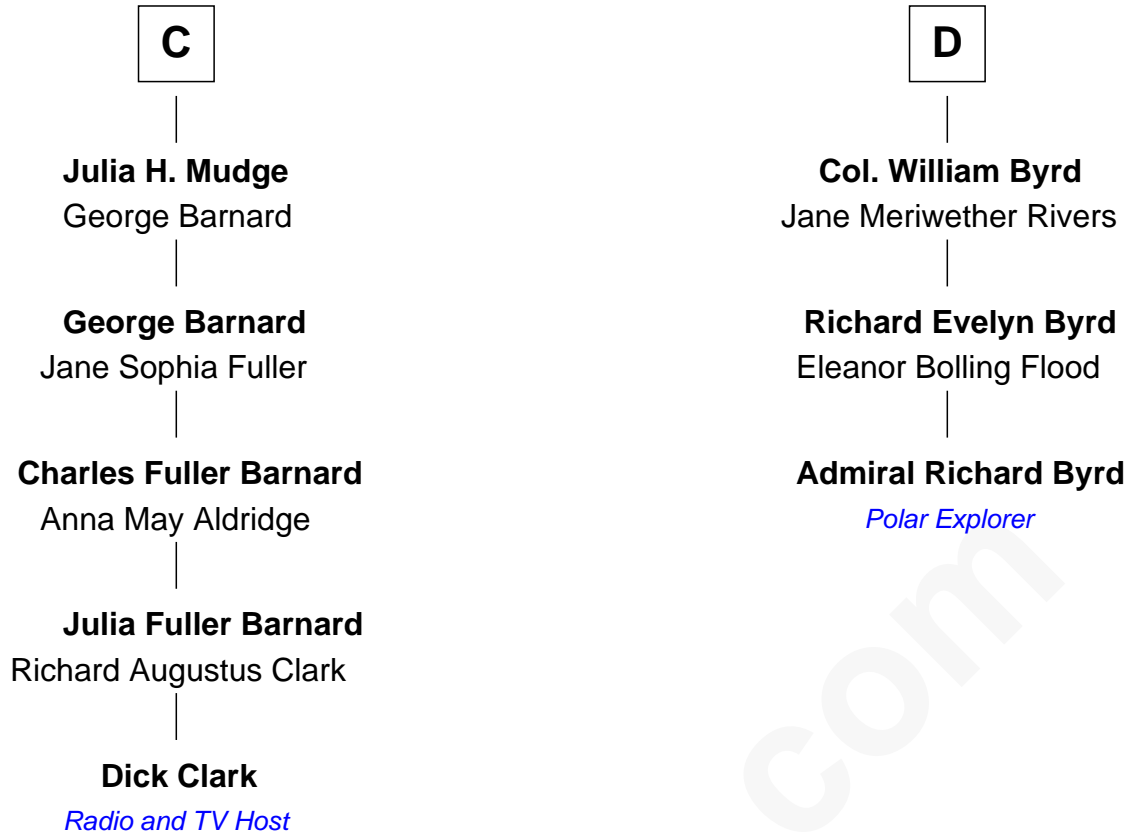 C
Julia H. Mudge
George Barnard
George Barnard
Jane Sophia Fuller
Charles Fuller Barnard
Anna May Aldridge
Julia Fuller Barnard
Richard Augustus Clark
Dick Clark
Radio and TV Host
D
Col. William Byrd
Jane Meriwether Rivers
Richard Evelyn Byrd
Eleanor Bolling Flood
Admiral Richard Byrd
Polar Explorer
com